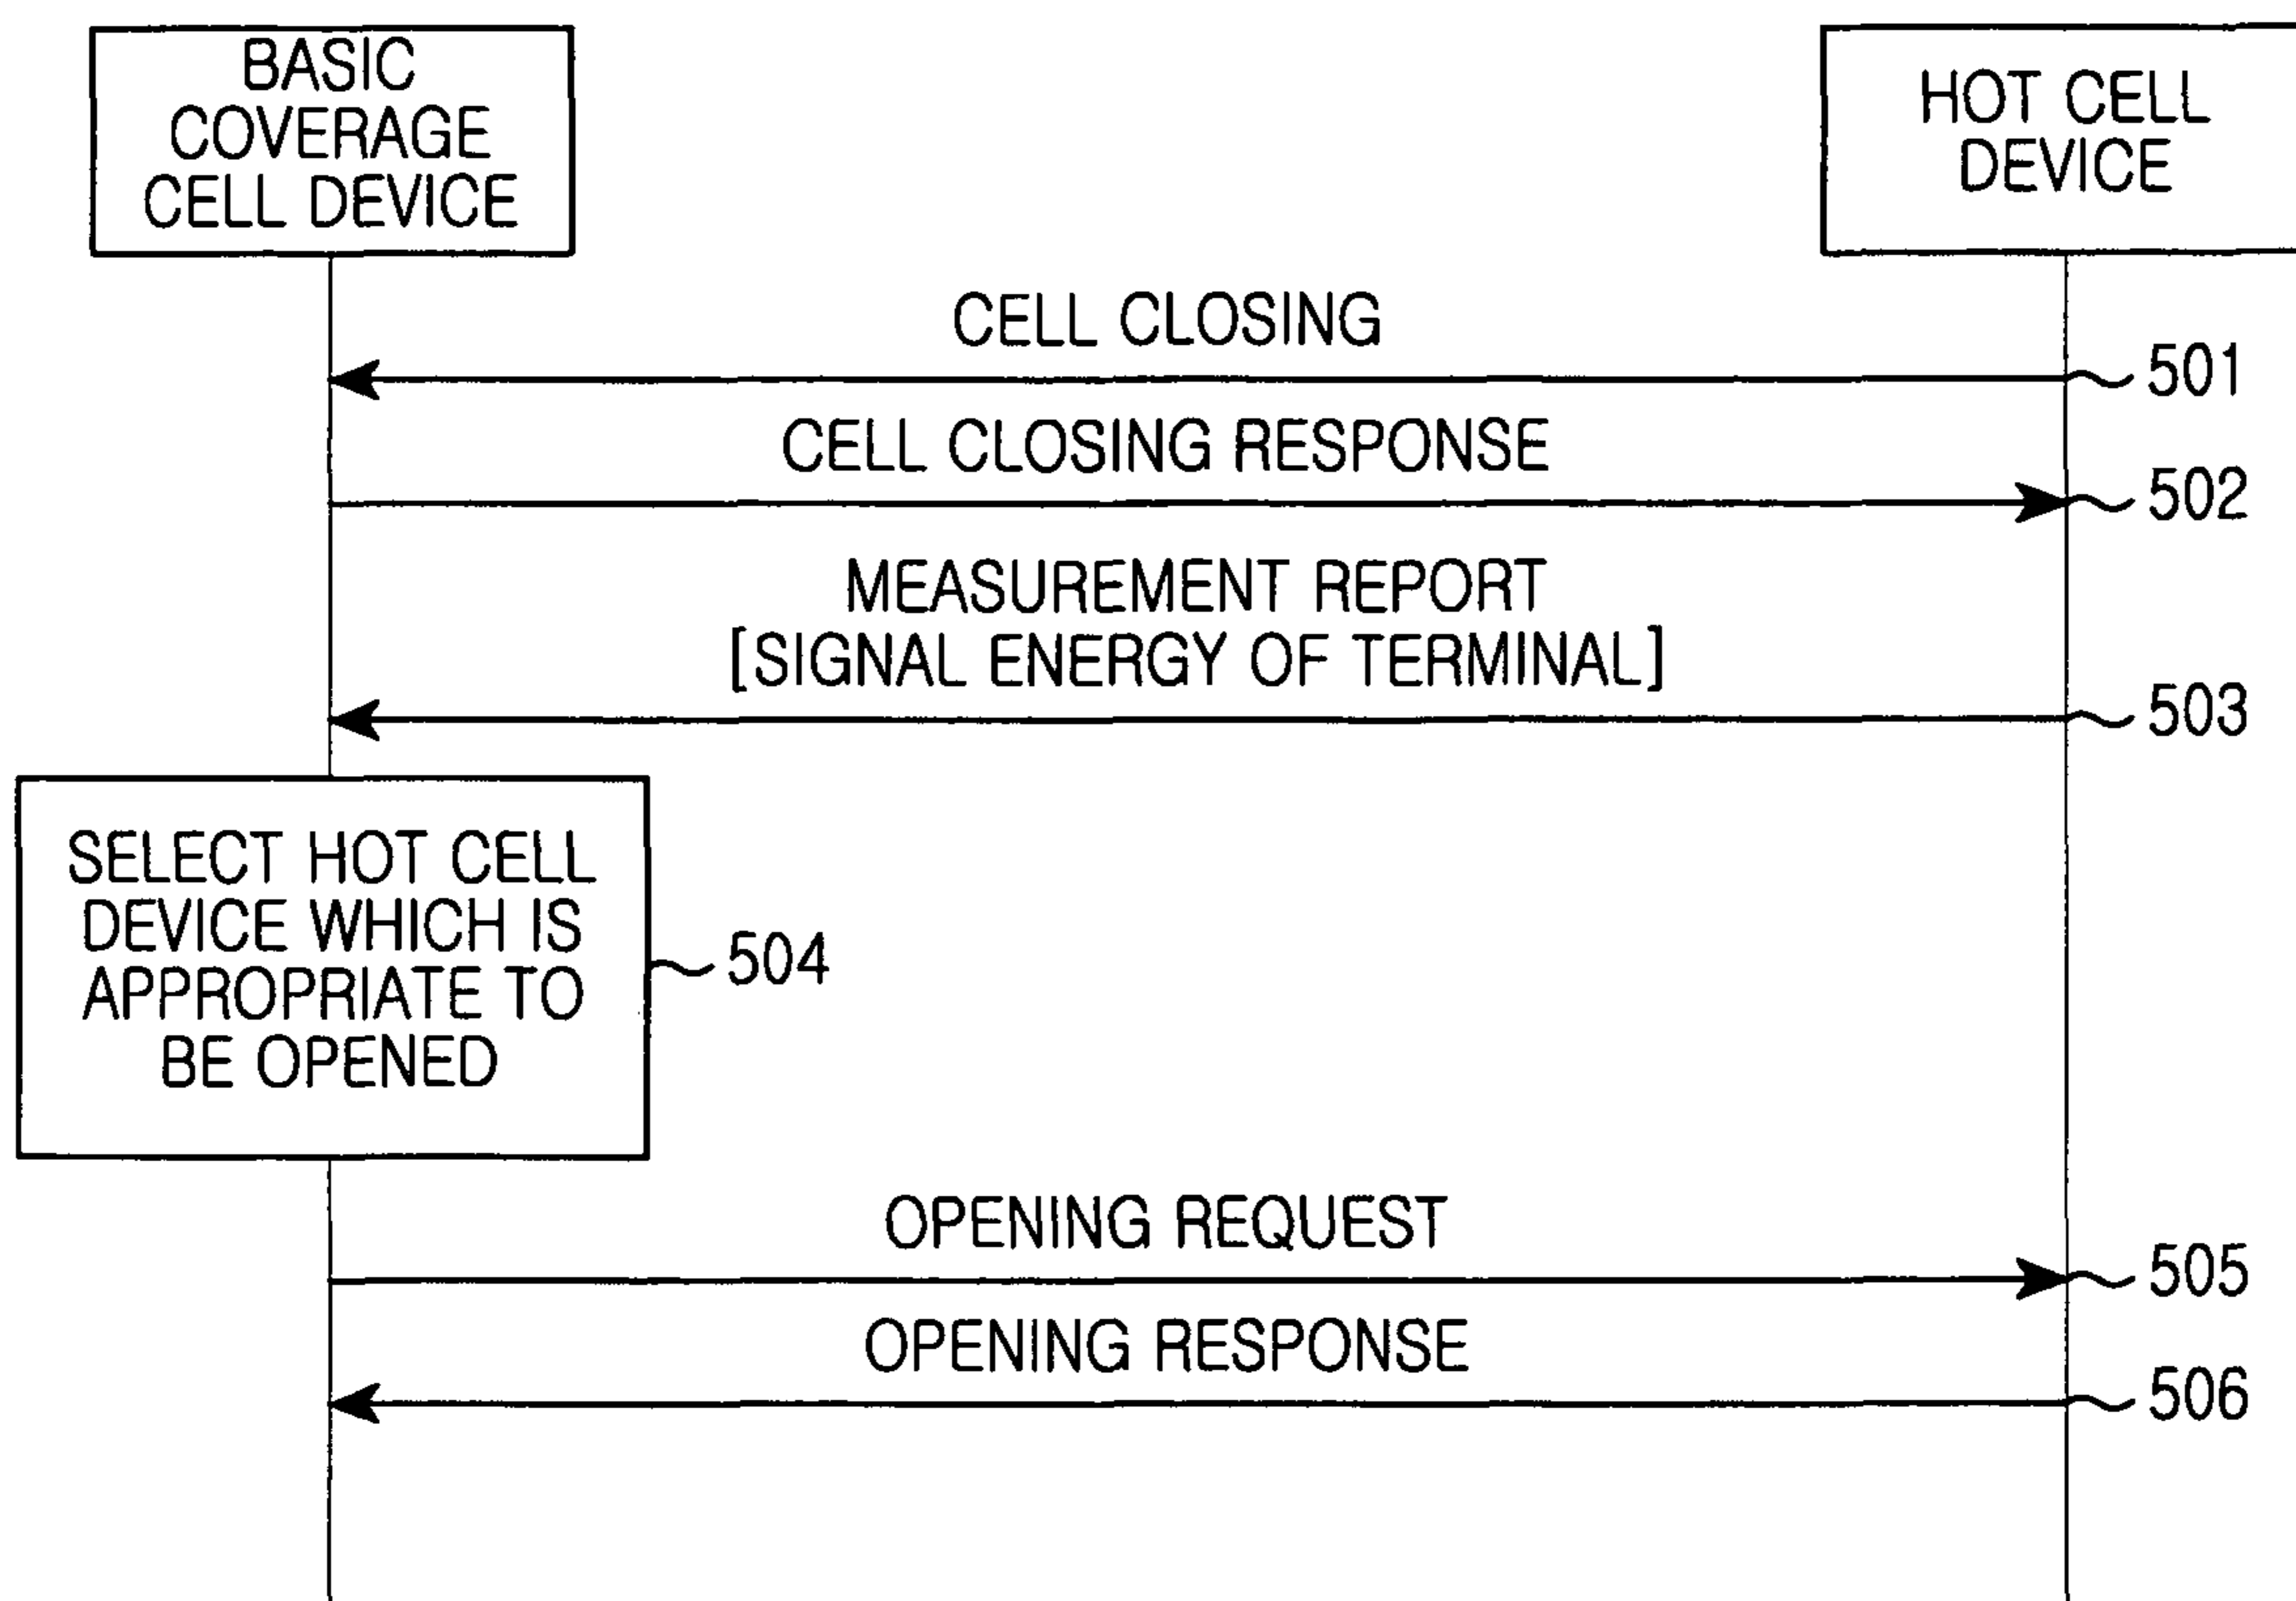 BASIC
COVERAGE
CELL DEVICE
HOT CELL
DEVICE
CELL CLOSING
501
CELL CLOSING RESPONSE
502
MEASUREMENT REPORT
[SIGNAL ENERGY OF TERMINAL]
503
SELECT HOT CELL
DEVICE WHICH IS
APPROPRIATE TO
BE OPENED
504
OPENING REQUEST
505
OPENING RESPONSE
506